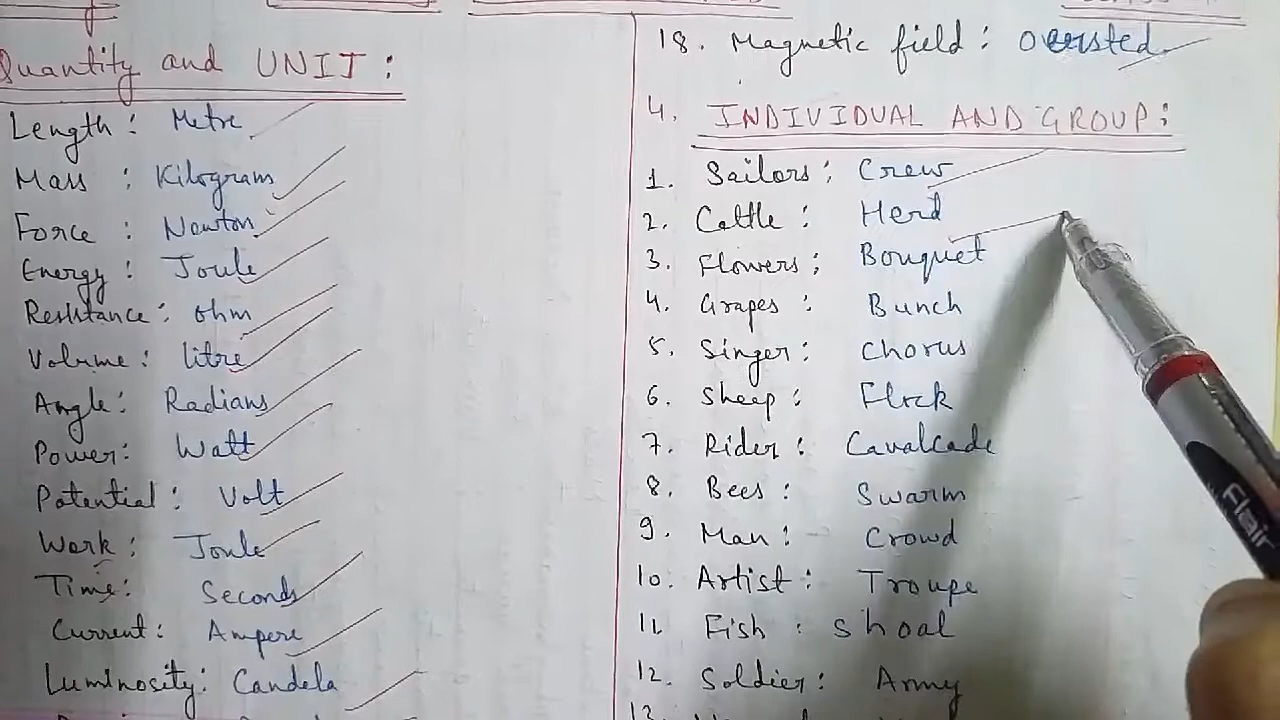 Quantity and UNIT:
Length: Metre
Mass : Kilogram
Force : Newton
Energy: Joule
Resistance: ohm
Volume: litre
Angle: Radians
Power: Watt
Potential: Volt
Work: Joule
Time: Seconds
Current: Ampere
Luminosity: Candela
18. Magnetic field: Oersted
4. INDIVIDUAL AND GROUP:
1. Sailors: Crew
2. Cattle: Herd
3. Flowers: Bouquet
4. Grapes: Bunch
5. Singer: Chorus
6. Sheep: Flock
7. Rider: Cavalcade
8. Bees: Swarm
9. Man: Crowd
10. Artist: Troupe
11. Fish : Shoal
12. Soldier: Army
13.
Flair